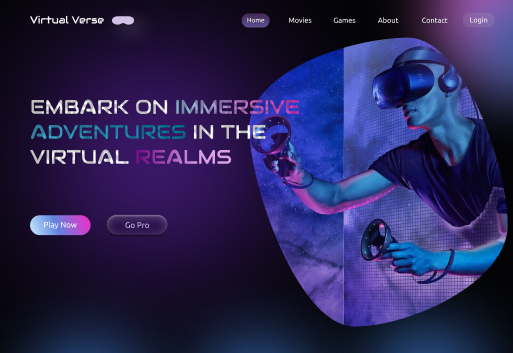 Virtual Verse
Home
Movies
Games
About
Contact
Login
EMBARK ON IMMERSIVE
ADVENTURES IN THE
VIRTUAL REALMS
Play Now
Go Pro